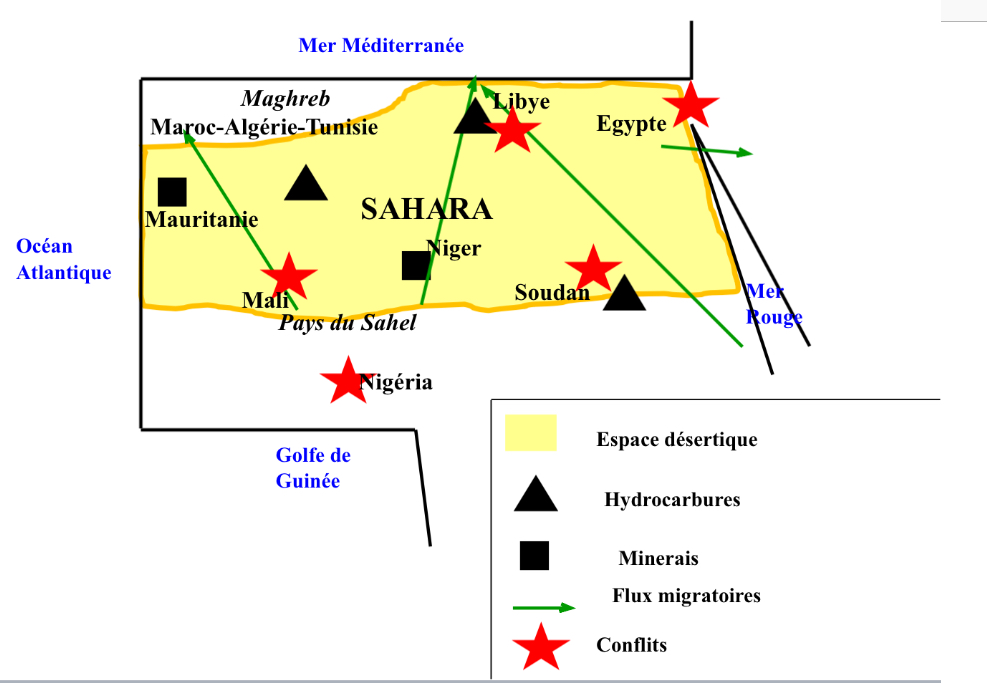 Mer Méditerranée
Maghreb
Maroc-Algérie-Tunisie
Libye
Egypte
SAHARA
Mauritanie
Océan
Atlantique
Niger
Mali
Soudan
Mer
Rouge
Pays du Sahel
Nigéria
Golfe de
Guinée
Espace désertique
Hydrocarbures
Minerais
Flux migratoires
Conflits